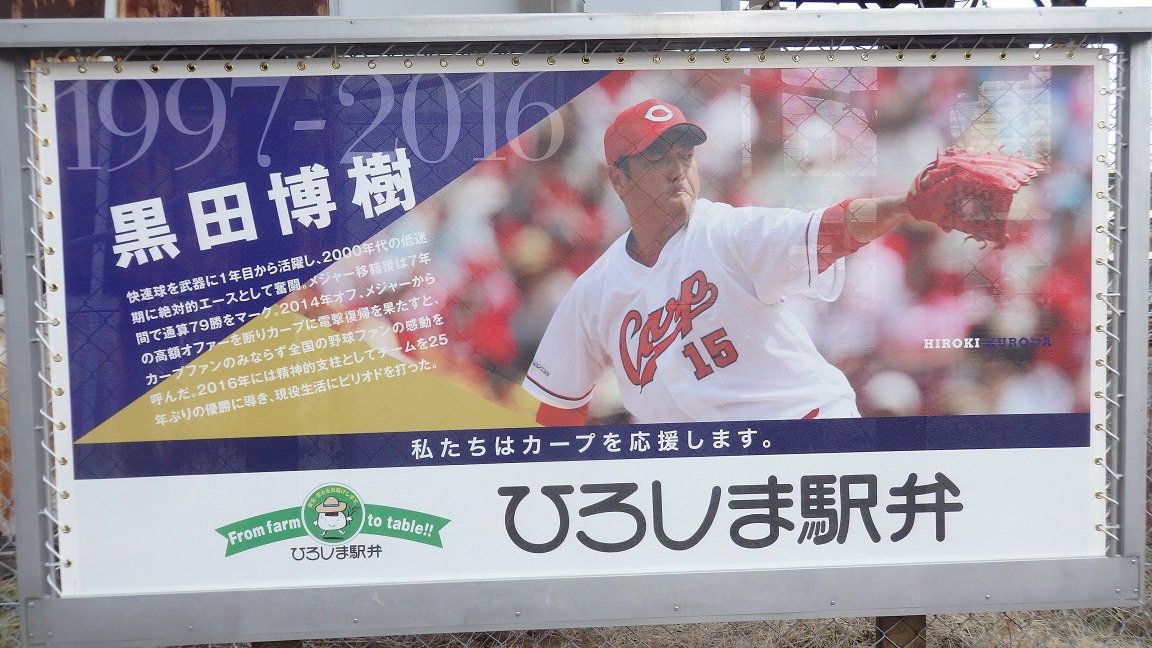 1997-2016
黒田博樹
快速球を武器に1年目から活躍し、2000年代の低迷
期に絶対的エースとして奮闘。メジャー移籍後は7年
間で通算79勝をマーク。2014年オフ、メジャーから
の高額オファーを断りカープに電撃復帰を果たすと、
カープファンのみならず全国の野球ファンの感動を
呼んだ。2016年には精神的支柱としてチームを25
年ぶりの優勝に導き、現役生活にピリオドを打った。
C
Carp
15
HIROKI KURODA
私たちはカープを応援します。
From farm to table!!
ひろしま駅弁
ひろしま駅弁